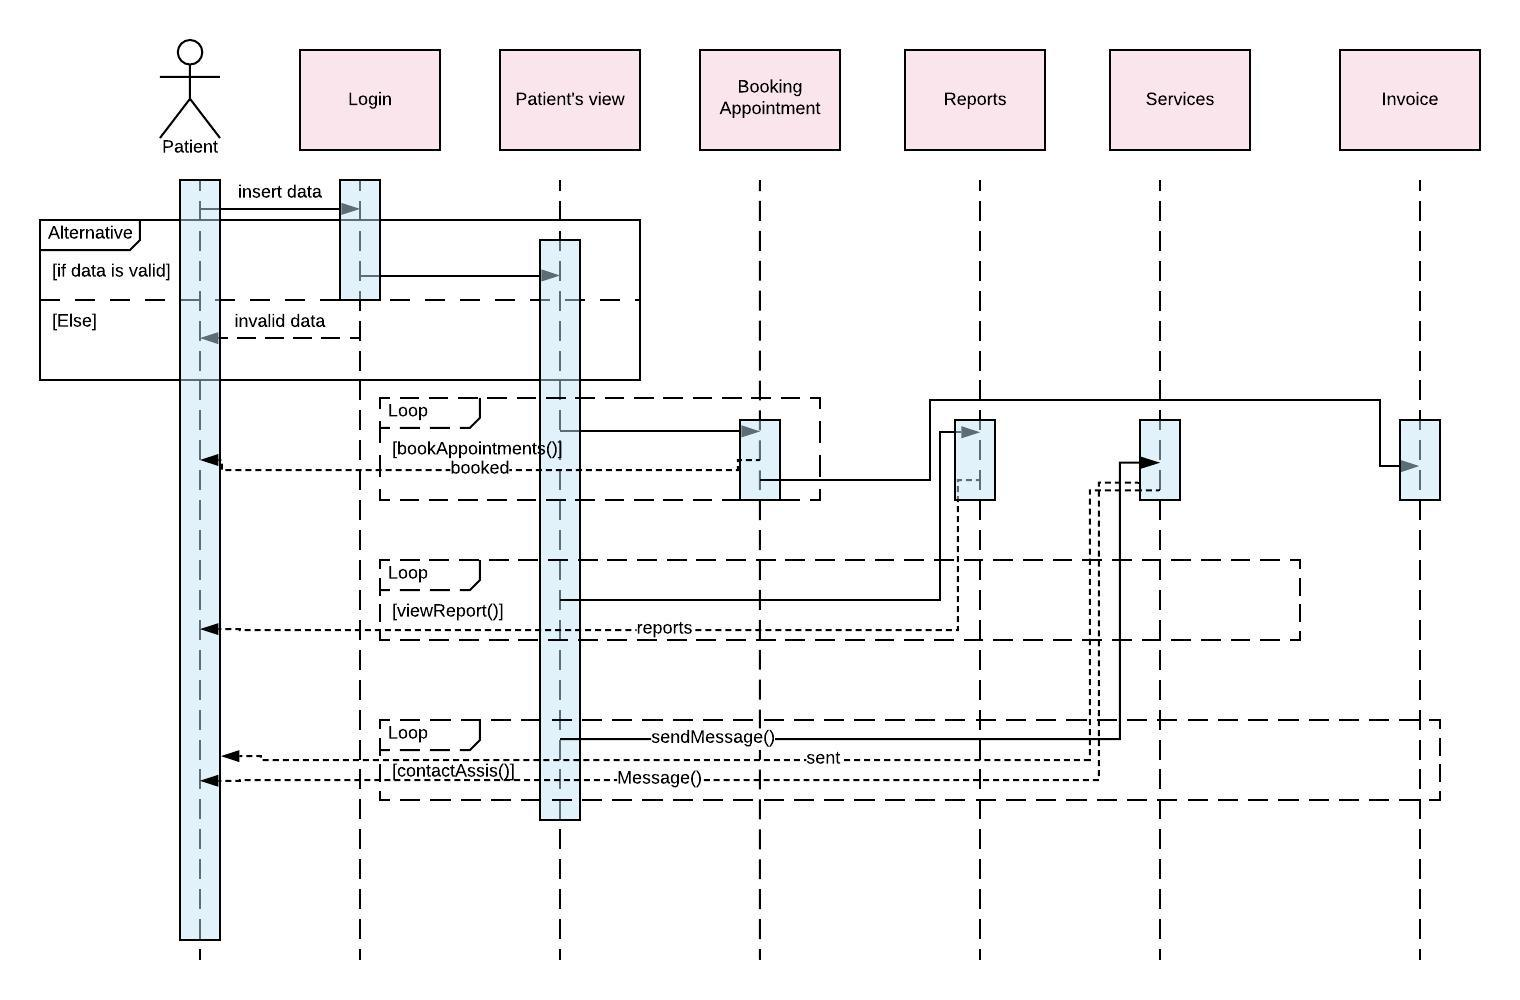 Patient
Login
Patient's view
Booking
Appointment
Reports
Services
Invoice
insert data
Alternative
[if data is valid]
[Else]
invalid data
Loop
[bookAppointments()]
booked
Loop
[viewReport()]
reports
Loop
sendMessage()
sent
[contactAssis()]
Message()